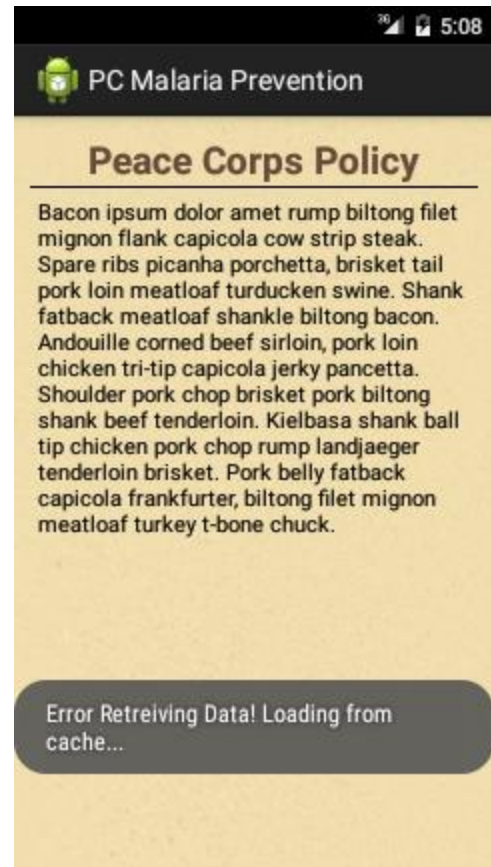 3G 5:08
PC Malaria Prevention
Peace Corps Policy
Bacon ipsum dolor amet rump biltong filet
mignon flank capicola cow strip steak.
Spare ribs picanha porchetta, brisket tail
pork loin meatloaf turducken swine. Shank
fatback meatloaf shankle biltong bacon.
Andouille corned beef sirloin, pork loin
chicken tri-tip capicola jerky pancetta.
Shoulder pork chop brisket pork biltong
shank beef tenderloin. Kielbasa shank ball
tip chicken pork chop rump landjaeger
tenderloin brisket. Pork belly fatback
capicola frankfurter, biltong filet mignon
meatloaf turkey t-bone chuck.
Error Retreiving Data! Loading from
cache...